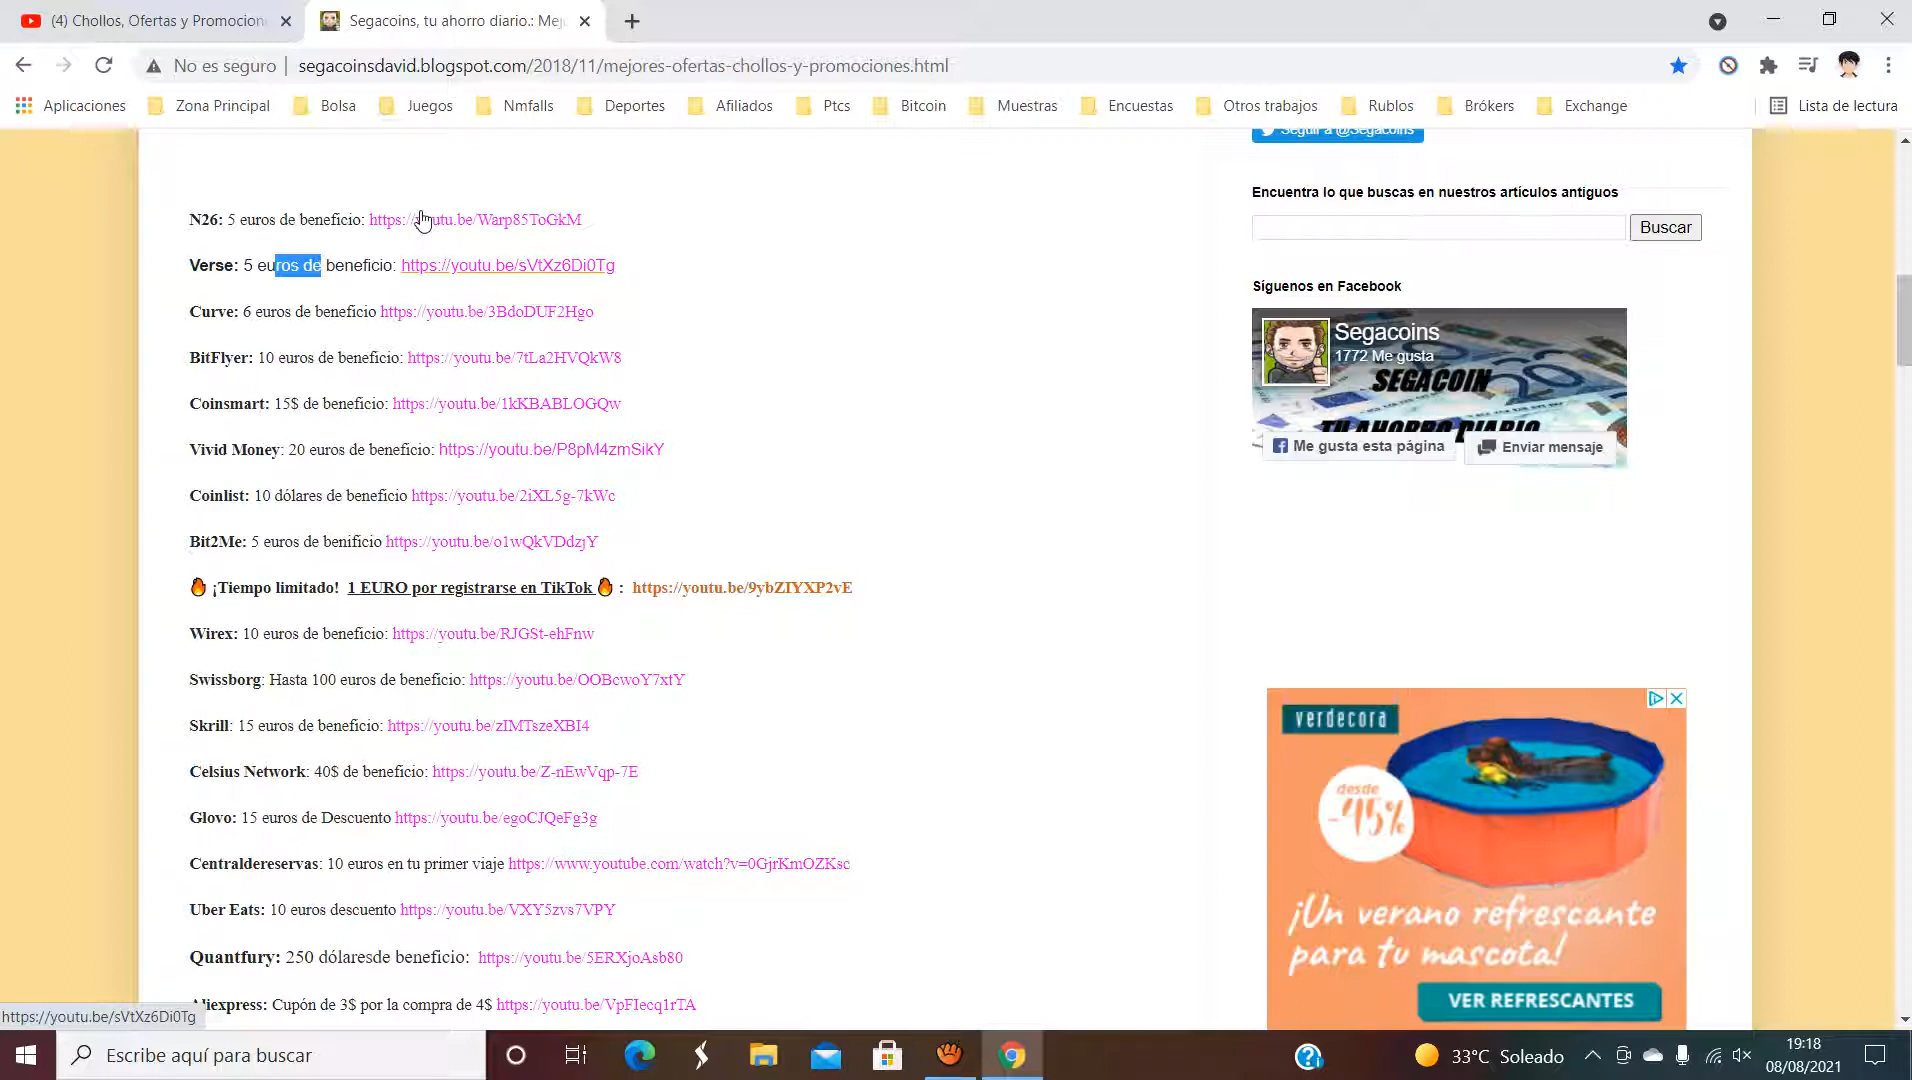 (4) Chollos, Ofertas y Promocion
Segacoins, tu ahorro diario.: Mej
No es seguro
segacoinsdavid.blogspot.com/2018/11/mejores-ofertas-chollos-y-promociones.html
Aplicaciones
Zona Principal
Bolsa
Juegos
Nmfalls
Deportes
Afiliados
Ptcs
Bitcoin
Muestras
Encuestas
Otros trabajos
Rublos
Brókers
Exchange
Lista de lectura
N26: 5 euros de beneficio: https://youtu.be/Warp85ToGkM
Verse: 5 euros de beneficio: https://youtu.be/sVtXz6Di0Tg
Curve: 6 euros de beneficio https://youtu.be/3BdoDUF2Hgo
BitFlyer: 10 euros de beneficio: https://youtu.be/7tLa2HVQkW8
Coinsmart: 15$ de beneficio: https://youtu.be/1kKBABLOGQw
Vivid Money: 20 euros de beneficio: https://youtu.be/P8pM4zmSikY
Coinlist: 10 dólares de beneficio https://youtu.be/2iXL5g-7kWc
Bit2Me: 5 euros de benificio https://youtu.be/o1wQkVDdzjY
🔥 ¡Tiempo limitado! 1 EURO por registrarse en TikTok 🔥 : https://youtu.be/9ybZIYXP2vE
Wirex: 10 euros de beneficio: https://youtu.be/RJGSt-ehFnw
Swissborg: Hasta 100 euros de beneficio: https://youtu.be/OOBcwoY7xtY
Skrill: 15 euros de beneficio: https://youtu.be/zIMTszeXBI4
Celsius Network: 40$ de beneficio: https://youtu.be/Z-nEwVqp-7E
Glovo: 15 euros de Descuento https://youtu.be/egoCJQeFg3g
Centraldereservas: 10 euros en tu primer viaje https://www.youtube.com/watch?v=0GjrKmOZKsc
Uber Eats: 10 euros descuento https://youtu.be/VXY5zvs7VPY
Quantfury: 250 dólaresde beneficio: https://youtu.be/5ERXjoAsb80
Aliexpress: Cupón de 3$ por la compra de 4$ https://youtu.be/VpFIecq1rTA
https://youtu.be/sVtXz6Di0Tg
Seguir a @Segacoins
Encuentra lo que buscas en nuestros artículos antiguos
Buscar
Síguenos en Facebook
Segacoins
1772 Me gusta
SEGACOIN
TU AHORRO DIARIO
Me gusta esta página
Enviar mensaje
verdecora
desde
-45%
¡Un verano refrescante
para tu mascota!
VER REFRESCANTES
Escribe aquí para buscar
33°C Soleado
19:18
08/08/2021